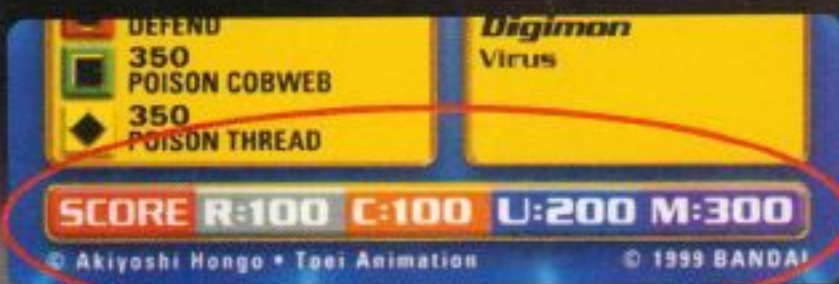 DEFEND
350
POISON COBWEB
350
POISON THREAD
Digimon
Virus
SCORE R:100 C:100 U:200 M:300
© Akiyoshi Hongo • Toei Animation © 1999 BANDAI